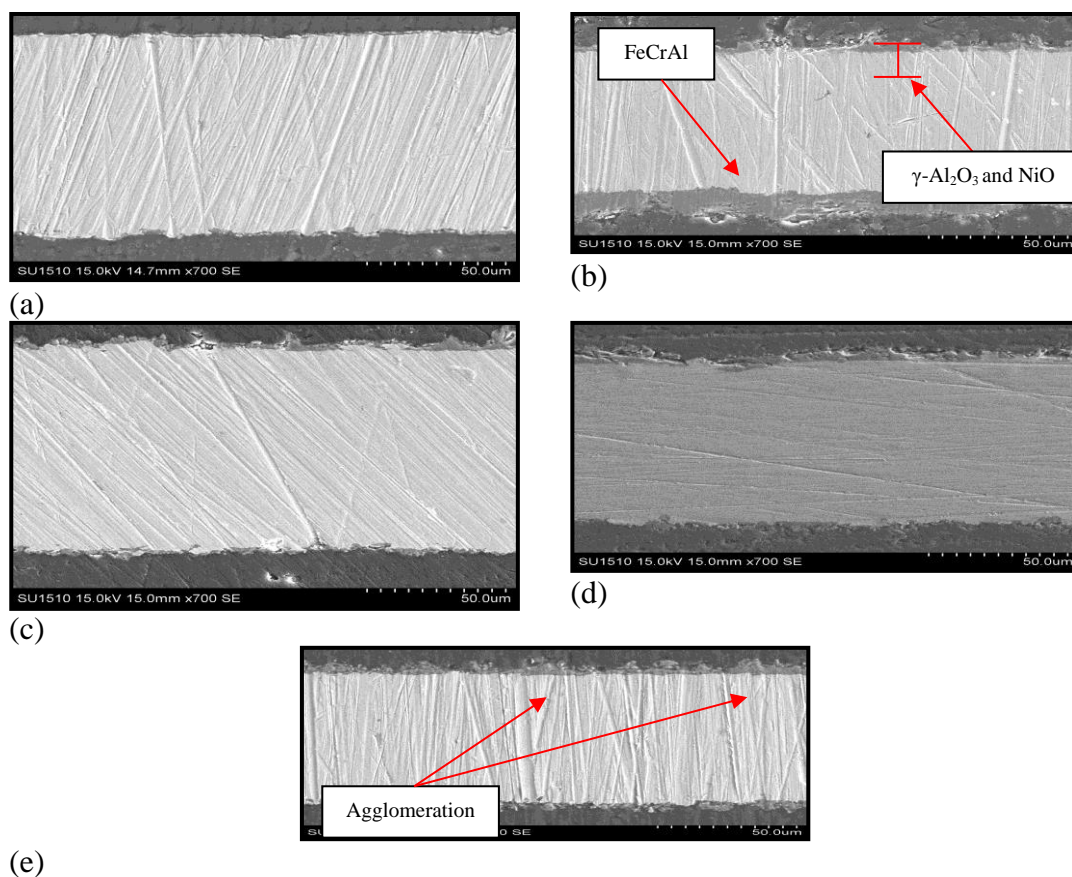 SU1510 15.0kV 14.7mm x700 SE 50.0um
(a)
FeCrAl
γ-Al₂O₃ and NiO
SU1510 15.0kV 15.0mm x700 SE 50.0um
(b)
SU1510 15.0kV 15.0mm x700 SE 50.0um
(c)
SU1510 15.0kV 15.0mm x700 SE 50.0um
(d)
Agglomeration
SE 50.0um
(e)